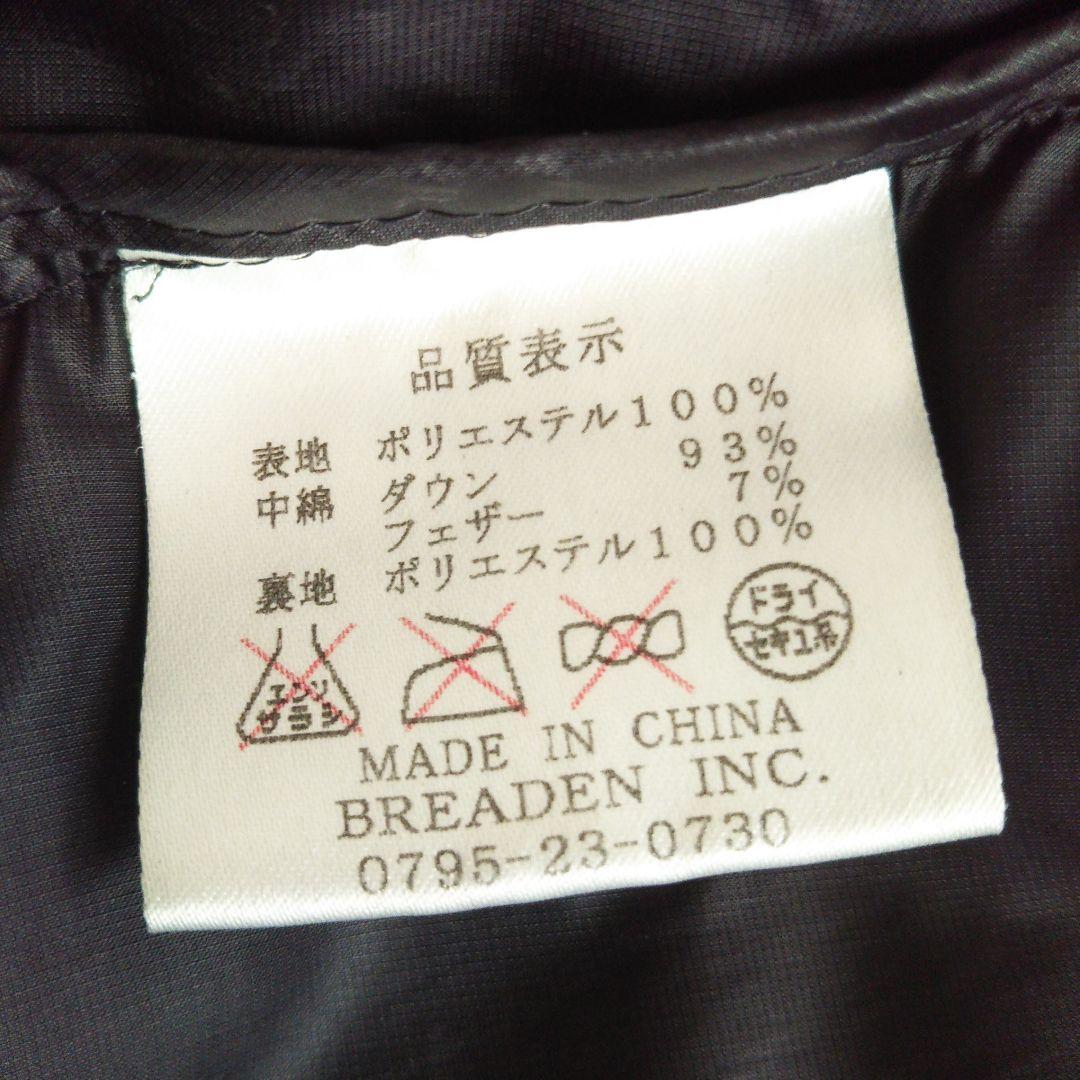 品質表示
表地 ポリエステル100%
中綿 ダウン 93%
フェザー 7%
裏地 ポリエステル100%
エンソ
サラシ
ドライ
セキユ系
MADE IN CHINA
BREADEN INC.
0795-23-0730